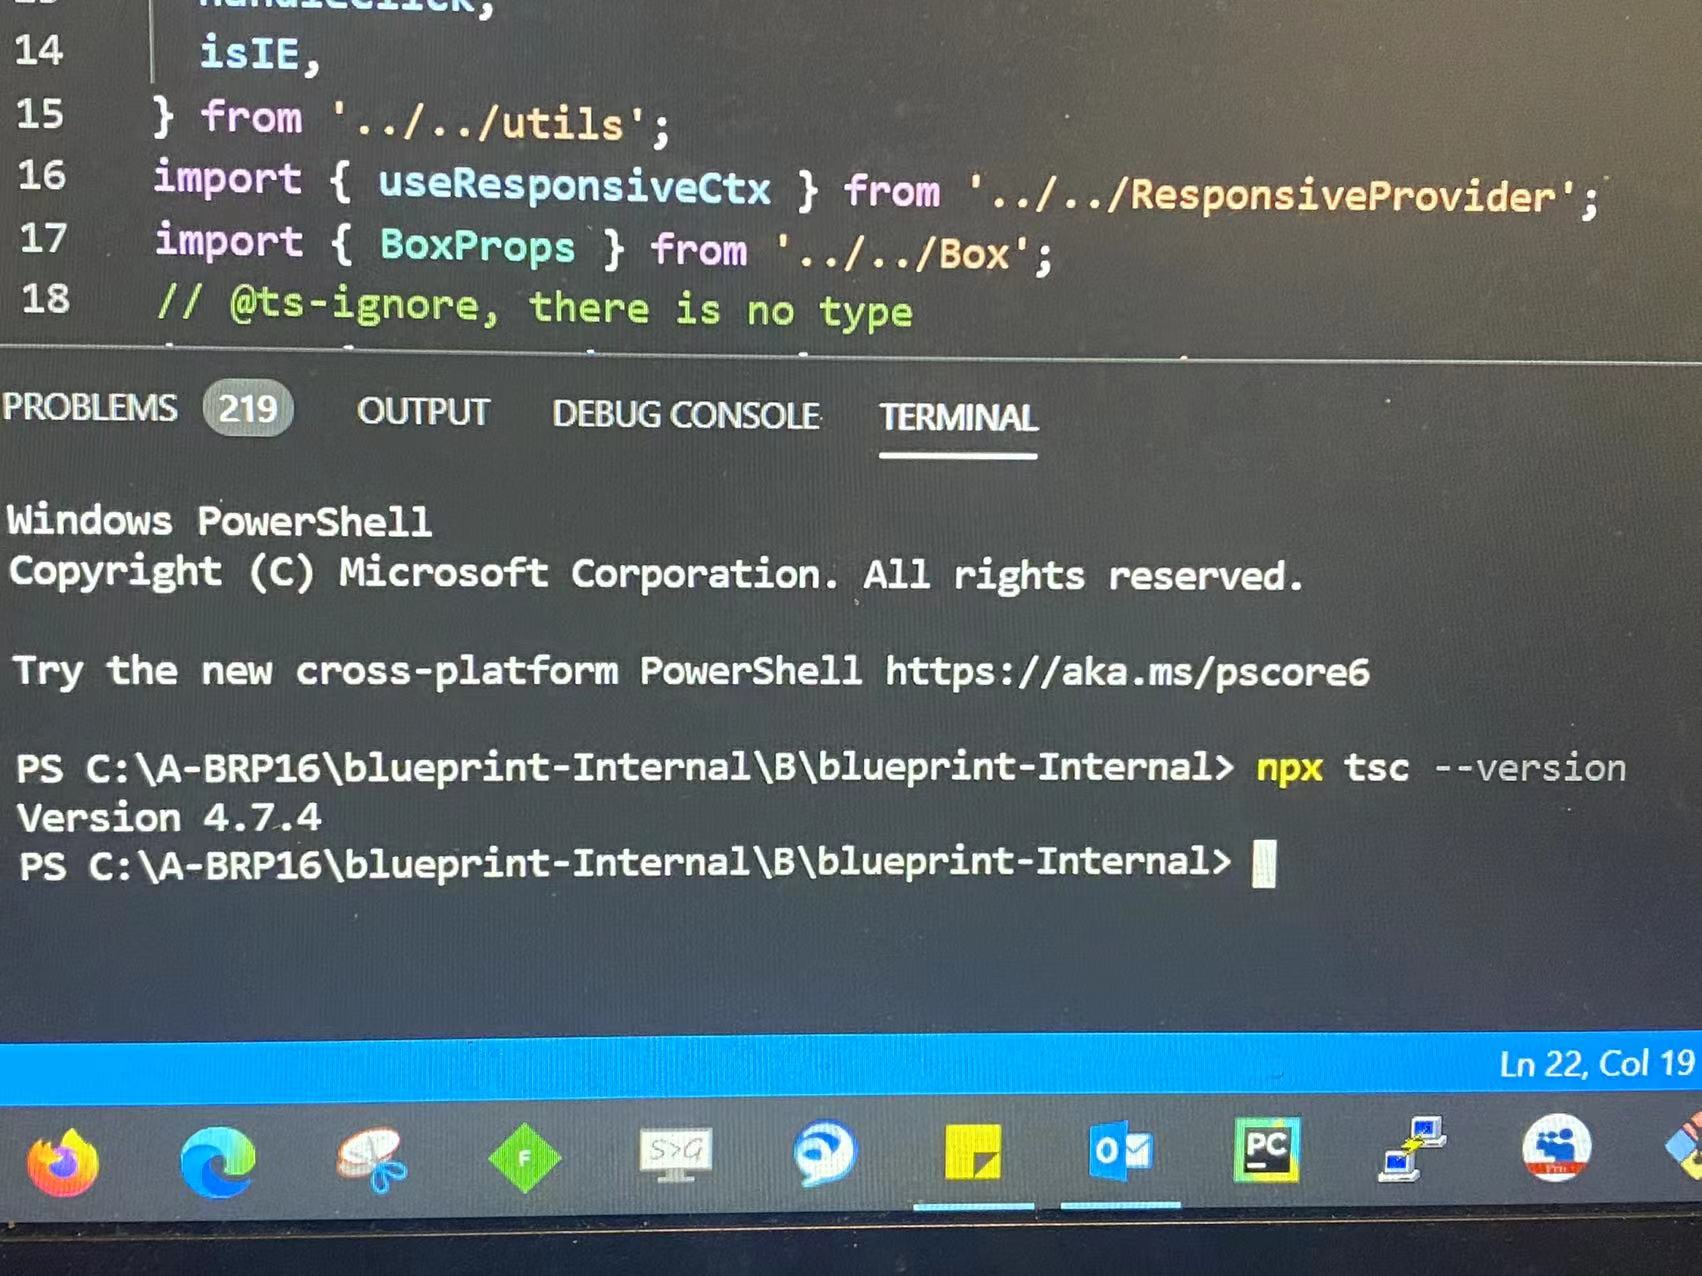 handleClick,
14 isIE,
15 } from '../../utils';
16 import { useResponsiveCtx } from '../../ResponsiveProvider';
17 import { BoxProps } from '../../Box';
18 // @ts-ignore, there is no type
PROBLEMS 219 OUTPUT DEBUG CONSOLE TERMINAL
Windows PowerShell
Copyright (C) Microsoft Corporation. All rights reserved.
Try the new cross-platform PowerShell https://aka.ms/pscore6
PS C:\A-BRP16\blueprint-Internal\B\blueprint-Internal> npx tsc --version
Version 4.7.4
PS C:\A-BRP16\blueprint-Internal\B\blueprint-Internal>
Ln 22, Col 19
F S>G O PC Pro